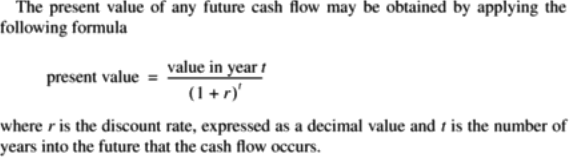 The present value of any future cash flow may be obtained by applying the
following formula
present value = value in year t / (1 + r)^t
where r is the discount rate, expressed as a decimal value and t is the number of
years into the future that the cash flow occurs.